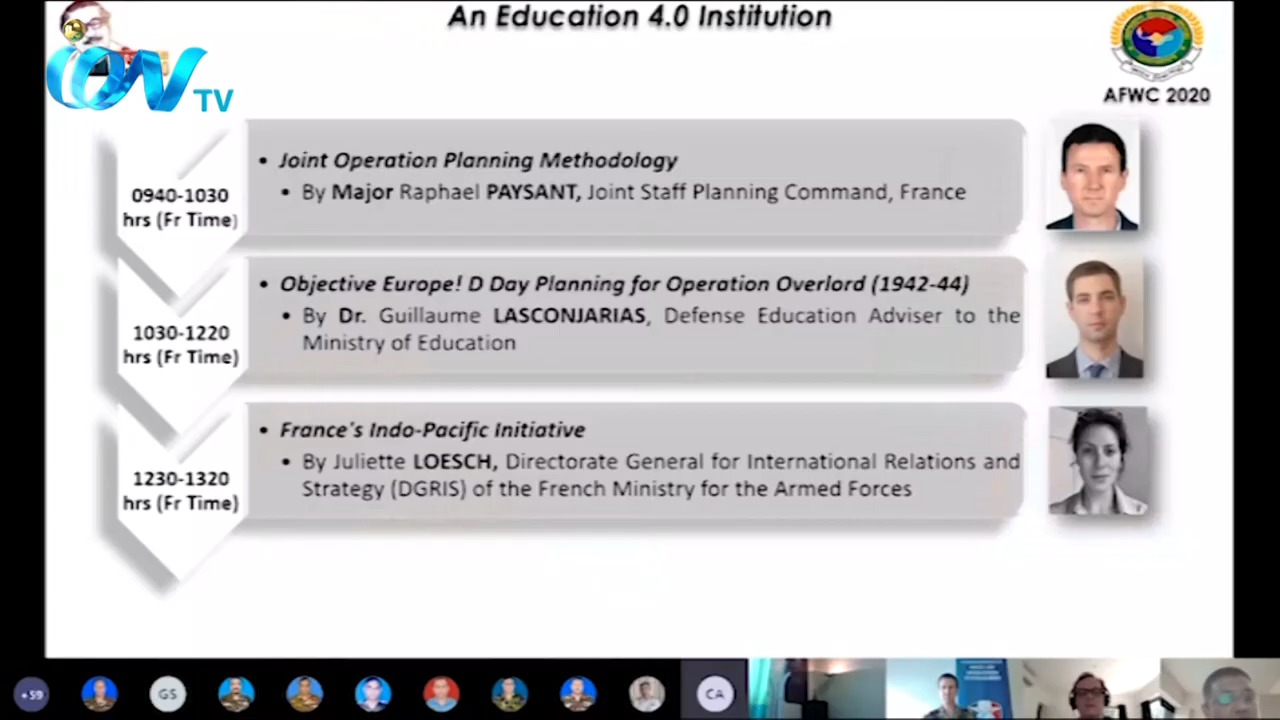 An Education 4.0 Institution
ON TV
AFWC 2020
0940-1030
hrs (Fr Time)
• Joint Operation Planning Methodology
• By Major Raphael PAYSANT, Joint Staff Planning Command, France
1030-1220
hrs (Fr Time)
• Objective Europe! D Day Planning for Operation Overlord (1942-44)
• By Dr. Guillaume LASCONJARIAS, Defense Education Adviser to the
Ministry of Education
1230-1320
hrs (Fr Time)
• France's Indo-Pacific Initiative
• By Juliette LOESCH, Directorate General for International Relations and
Strategy (DGRIS) of the French Ministry for the Armed Forces
+59
GS
CA